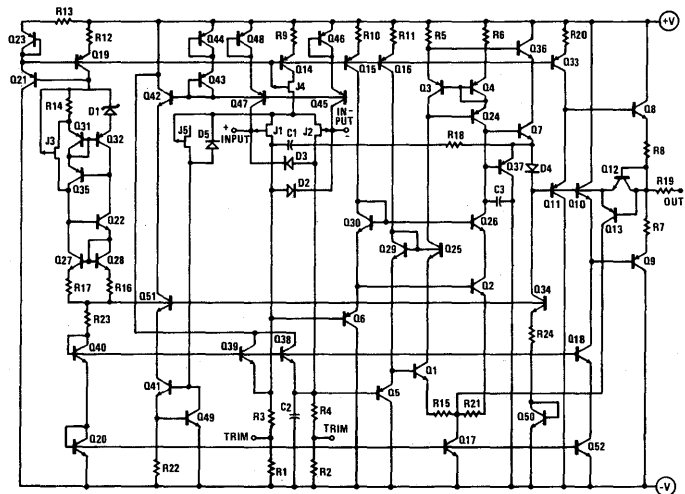 R13
+V
Q23
R12
Q44
Q48
R9
Q46
R10
R11
R5
R6
Q36
R20
Q19
Q14
Q15
Q16
Q33
Q21
Q43
J4
Q3
Q4
Q8
D1
Q42
Q47
Q45
R14
Q31
Q32
+
INPUT
J1
C1
J2
IN-
PUT
-
Q24
Q7
R8
J3
J5
D5
R18
Q12
D3
Q37
D4
R19
OUT
Q35
D2
C3
Q11
Q10
Q13
Q22
Q30
Q26
R7
Q27
Q28
Q29
Q25
Q9
R17
R16
Q51
Q2
Q34
R23
Q6
R24
Q40
Q39
Q38
Q18
Q41
Q1
C2
Q5
R3
R4
R15
R21
Q49
Q50
Q20
TRIM
TRIM
Q17
Q52
R22
R1
R2
-V